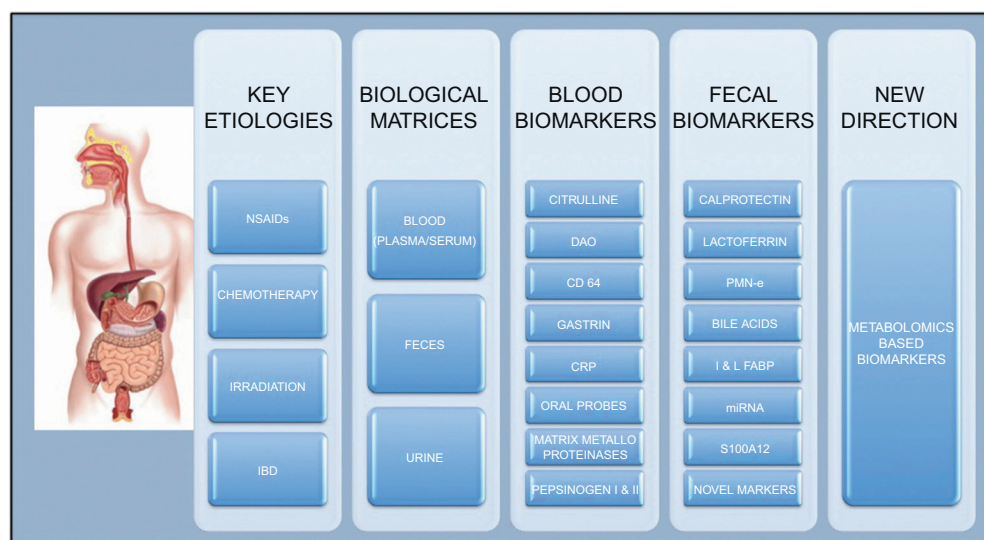 KEY
ETIOLOGIES
NSAIDs
CHEMOTHERAPY
IRRADIATION
IBD
BIOLOGICAL
MATRICES
BLOOD
(PLASMA/SERUM)
FECES
URINE
BLOOD
BIOMARKERS
CITRULLINE
DAO
CD 64
GASTRIN
CRP
ORAL PROBES
MATRIX METALLO
PROTEINASES
PEPSINOGEN I & II
FECAL
BIOMARKERS
CALPROTECTIN
LACTOFERRIN
PMN-e
BILE ACIDS
I & L FABP
miRNA
S100A12
NOVEL MARKERS
NEW
DIRECTION
METABOLOMICS
BASED
BIOMARKERS